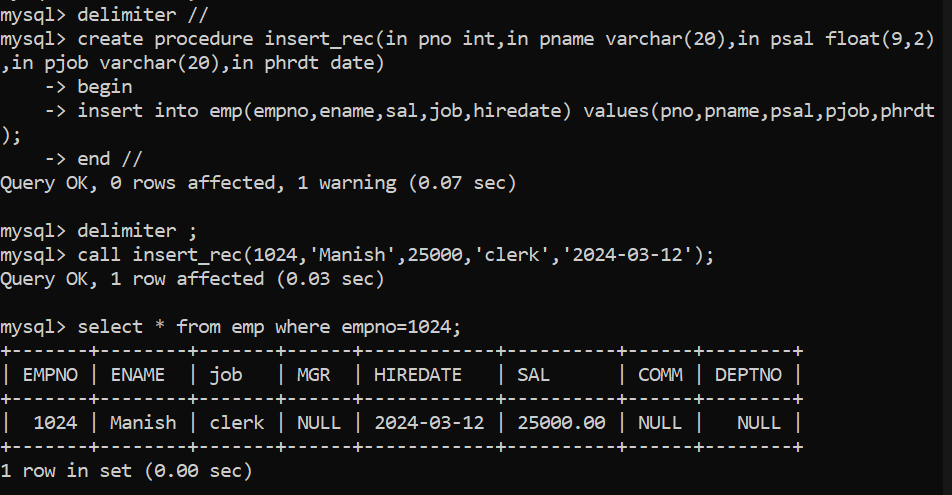 mysql> delimiter //
mysql> create procedure insert_rec(in pno int,in pname varchar(20),in psal float(9,2)
,in pjob varchar(20),in phrdt date)
    -> begin
    -> insert into emp(empno,ename,sal,job,hiredate) values(pno,pname,psal,pjob,phrdt
);
    -> end //
Query OK, 0 rows affected, 1 warning (0.07 sec)

mysql> delimiter ;
mysql> call insert_rec(1024,'Manish',25000,'clerk','2024-03-12');
Query OK, 1 row affected (0.03 sec)

mysql> select * from emp where empno=1024;
+-------+--------+-------+------+------------+----------+------+--------+
| EMPNO | ENAME  | job   | MGR  | HIREDATE   | SAL      | COMM | DEPTNO |
+-------+--------+-------+------+------------+----------+------+--------+
|  1024 | Manish | clerk | NULL | 2024-03-12 | 25000.00 | NULL |   NULL |
+-------+--------+-------+------+------------+----------+------+--------+
1 row in set (0.00 sec)